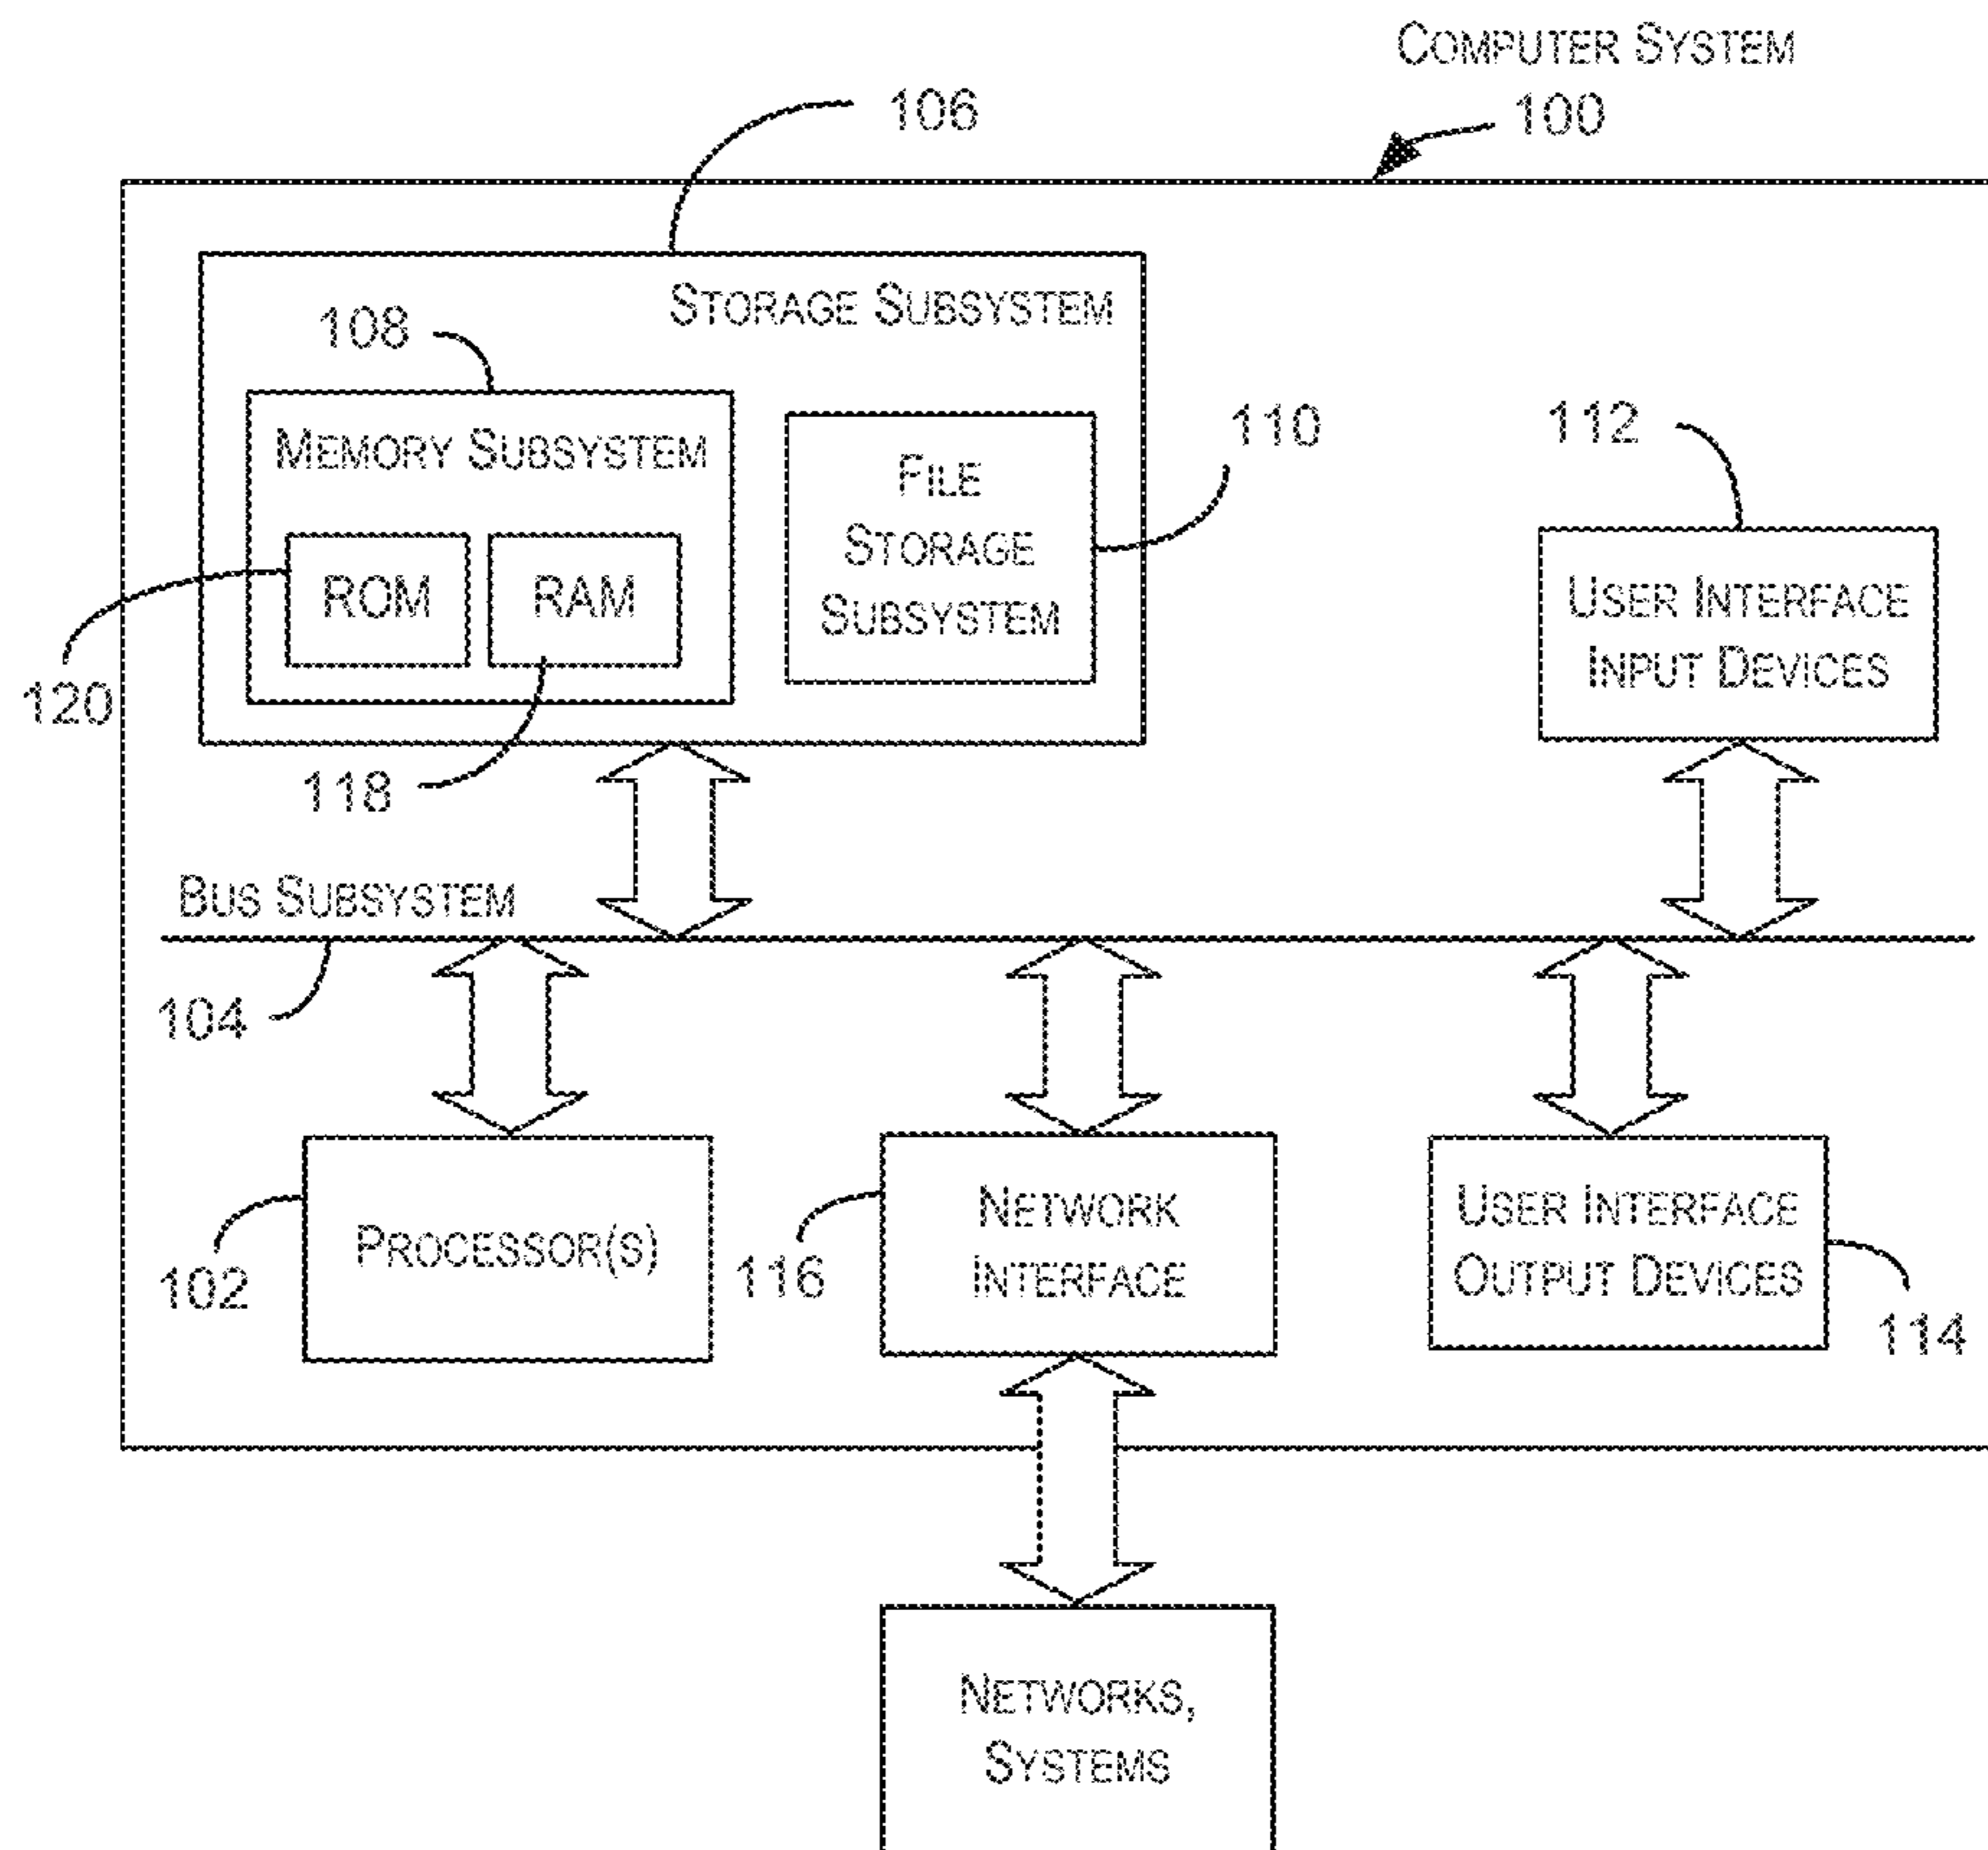 COMPUTER SYSTEM
100
106
STORAGE SUBSYSTEM
108
MEMORY SUBSYSTEM
ROM
RAM
FILE
STORAGE
SUBSYSTEM
110
112
USER INTERFACE
INPUT DEVICES
120
118
BUS SUBSYSTEM
104
PROCESSOR(S)
102
NETWORK
INTERFACE
116
USER INTERFACE
OUTPUT DEVICES
114
NETWORKS,
SYSTEMS